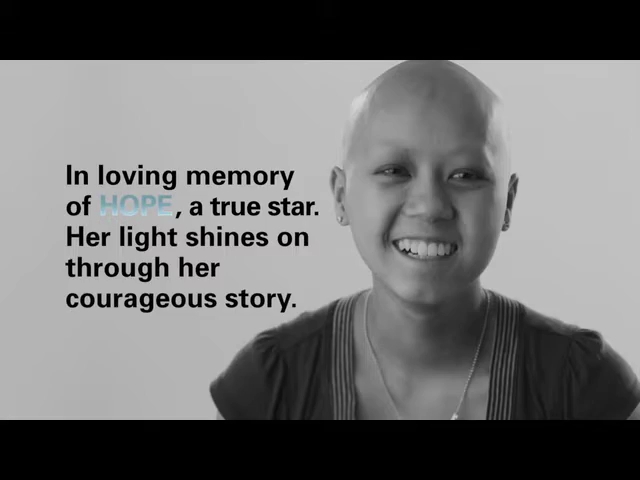 In loving memory
of HOPE, a true star.
Her light shines on
through her
courageous story.